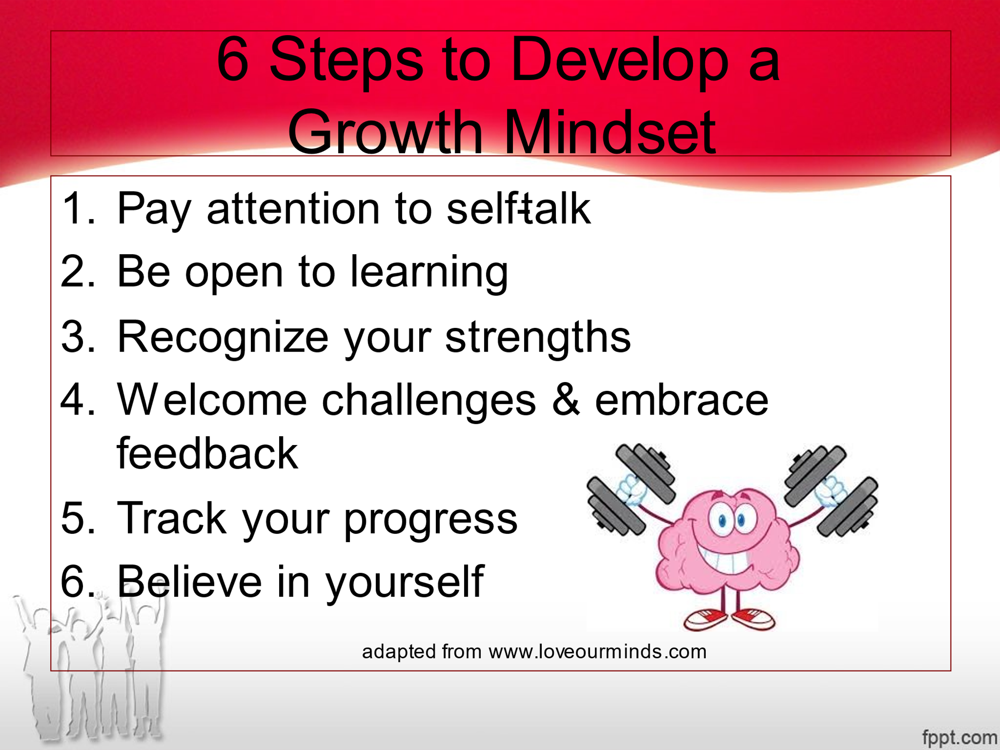 6 Steps to Develop a
Growth Mindset
1. Pay attention to self-talk
2. Be open to learning
3. Recognize your strengths
4. Welcome challenges & embrace
feedback
5. Track your progress
6. Believe in yourself
adapted from www.loveourminds.com
fppt.com